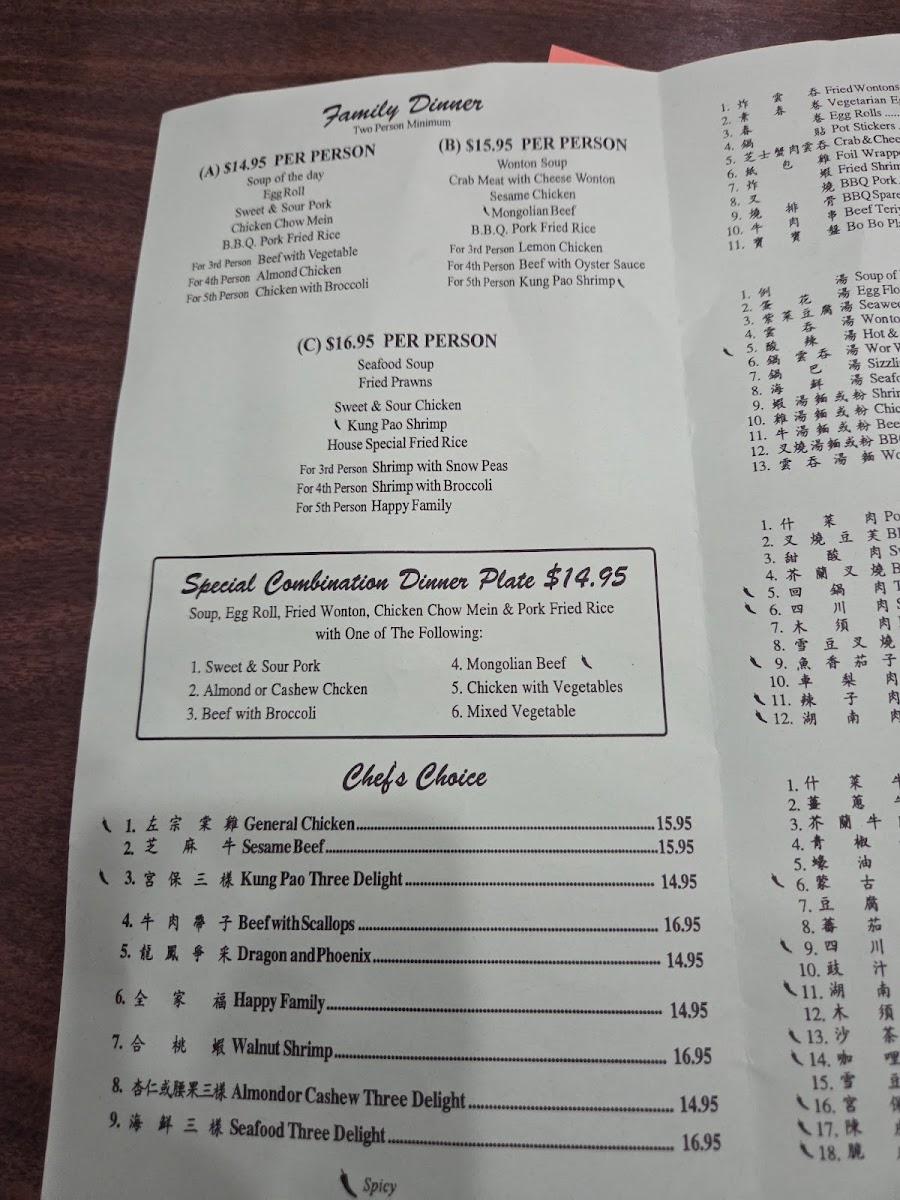 Family Dinner
Two Person Minimum
(A) $14.95 PER PERSON
Soup of the day
Egg Roll
Sweet & Sour Pork
Chicken Chow Mein
B.B.Q. Pork Fried Rice
For 3rd Person Beef with Vegetable
For 4th Person Almond Chicken
For 5th Person Chicken with Broccoli
(B) $15.95 PER PERSON
Wonton Soup
Crab Meat with Cheese Wonton
Sesame Chicken
Mongolian Beef
B.B.Q. Pork Fried Rice
For 3rd Person Lemon Chicken
For 4th Person Beef with Oyster Sauce
For 5th Person Kung Pao Shrimp
(C) $16.95 PER PERSON
Seafood Soup
Fried Prawns
Sweet & Sour Chicken
Kung Pao Shrimp
House Special Fried Rice
For 3rd Person Shrimp with Snow Peas
For 4th Person Shrimp with Broccoli
For 5th Person Happy Family
Special Combination Dinner Plate $14.95
Soup, Egg Roll, Fried Wonton, Chicken Chow Mein & Pork Fried Rice
with One of The Following:
1. Sweet & Sour Pork
2. Almond or Cashew Chcken
3. Beef with Broccoli
4. Mongolian Beef
5. Chicken with Vegetables
6. Mixed Vegetable
Chef's Choice
1. 左宗棠雞 General Chicken 15.95
2. 芝麻牛 Sesame Beef 15.95
3. 宮保三樣 Kung Pao Three Delight 14.95
4. 牛肉帶子 Beef with Scallops 16.95
5. 龍鳳爭采 Dragon and Phoenix 14.95
6. 全家福 Happy Family 14.95
7. 合桃蝦 Walnut Shrimp 16.95
8. 杏仁或腰果三樣 Almond or Cashew Three Delight 14.95
9. 海鮮三樣 Seafood Three Delight 16.95
Spicy
1. 炸雲吞 Fried Wontons
2. 素春卷 Vegetarian
3. 春卷 Egg Rolls
4. 鍋貼 Pot Stickers
5. 芝士蟹肉雲吞 Crab &
6. 紙包雞 Foil
7. 炸蝦 Fried
8. 叉燒 BBQ Pork
9. 燒排骨 BBQ
10. 牛肉串 Beef
11. 寶寶盤 Bo Bo
1. 例湯 Soup of
2. 蛋花湯 Egg
3. 紫菜豆腐湯
4. 雲吞湯
5. 酸辣湯 Hot &
6. 鍋雲吞湯 Wor
7. 鍋巴湯
8. 海鮮湯
9. 蝦湯麵或粉
10. 雞湯麵或粉
11. 牛湯麵或粉
12. 叉燒湯麵或粉
13. 雲吞湯麵
1. 什菜肉
2. 叉燒豆芙
3. 甜酸肉
4. 芥蘭叉燒
5. 回鍋肉
6. 四川肉
7. 木須肉
8. 雪豆叉燒
9. 魚香茄子
10. 車梨肉
11. 辣子肉
12. 湖南肉
1. 什菜牛
2. 薑蔥
3. 芥蘭牛
4. 青椒
5. 蠔油
6. 蒙古
7. 豆腐
8. 蕃茄
9. 四川
10. 豉汁
11. 湖南
12. 木須
13. 沙茶
14. 咖哩
15. 雪豆
16. 宮保
17. 陳
18. 脆